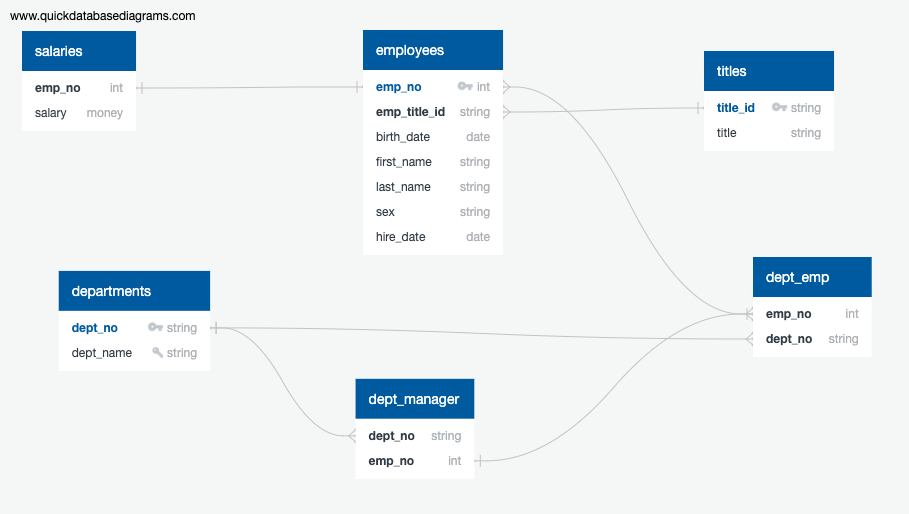 www.quickdatabasediagrams.com
salaries
emp_no int
salary money
employees
emp_no int
emp_title_id string
birth_date date
first_name string
last_name string
sex string
hire_date date
titles
title_id string
title string
departments
dept_no string
dept_name string
dept_emp
emp_no int
dept_no string
dept_manager
dept_no string
emp_no int